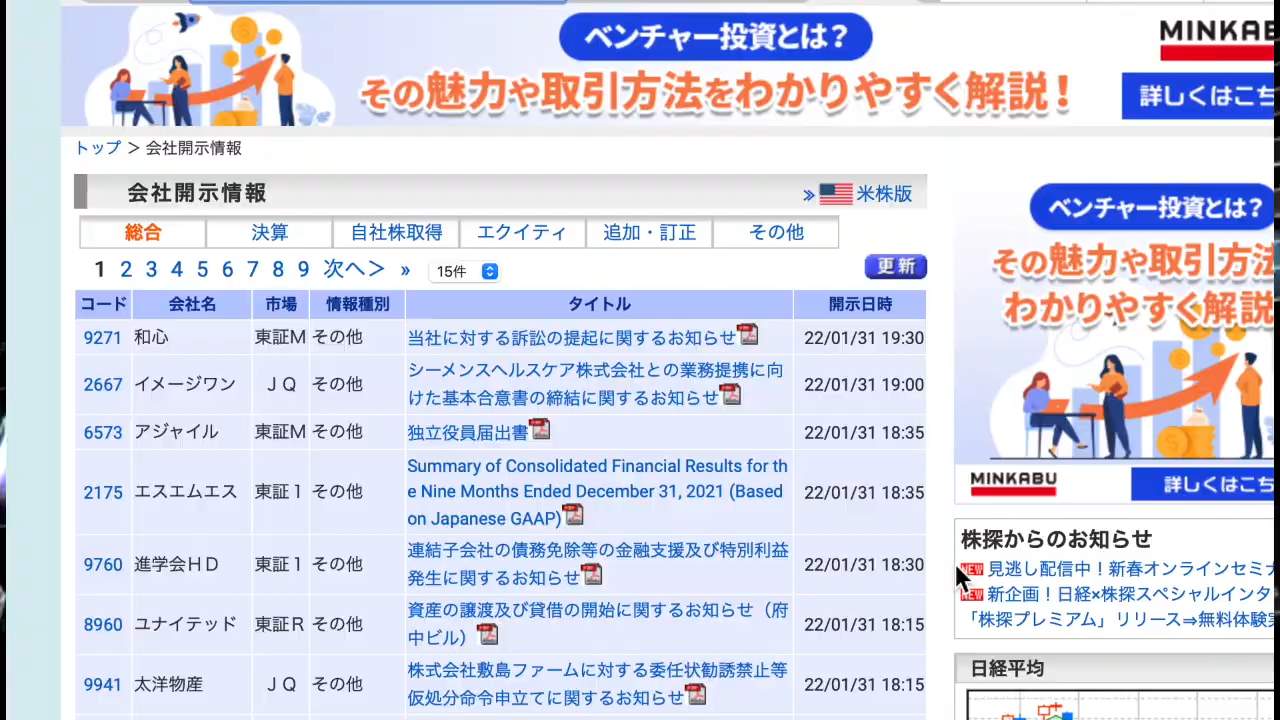 ベンチャー投資とは？
その魅力や取引方法をわかりやすく解説！
MINKAB
詳しくはこち
トップ > 会社開示情報
会社開示情報
» 米株版
総合 決算 自社株取得 エクイティ 追加・訂正 その他
1 2 3 4 5 6 7 8 9 次へ＞ » 15件 更新
コード 会社名 市場 情報種別 タイトル 開示日時
9271 和心 東証M その他 当社に対する訴訟の提起に関するお知らせ 22/01/31 19:30
2667 イメージワン ＪＱ その他 シーメンスヘルスケア株式会社との業務提携に向
けた基本合意書の締結に関するお知らせ 22/01/31 19:00
6573 アジャイル 東証M その他 独立役員届出書 22/01/31 18:35
2175 エスエムエス 東証１ その他 Summary of Consolidated Financial Results for th
e Nine Months Ended December 31, 2021 (Based
on Japanese GAAP) 22/01/31 18:35
9760 進学会ＨＤ 東証１ その他 連結子会社の債務免除等の金融支援及び特別利益
発生に関するお知らせ 22/01/31 18:30
8960 ユナイテッド 東証R その他 資産の譲渡及び貸借の開始に関するお知らせ（府
中ビル） 22/01/31 18:15
9941 太洋物産 ＪＱ その他 株式会社敷島ファームに対する委任状勧誘禁止等
仮処分命令申立てに関するお知らせ 22/01/31 18:15
ベンチャー投資とは？
その魅力や取引方法
わかりやすく解説
MINKABU
詳しくはこち
株探からのお知らせ
NEW 見逃し配信中！新春オンラインセミナ
NEW 新企画！日経×株探スペシャルインタ
「株探プレミアム」リリース⇒無料体験実
日経平均